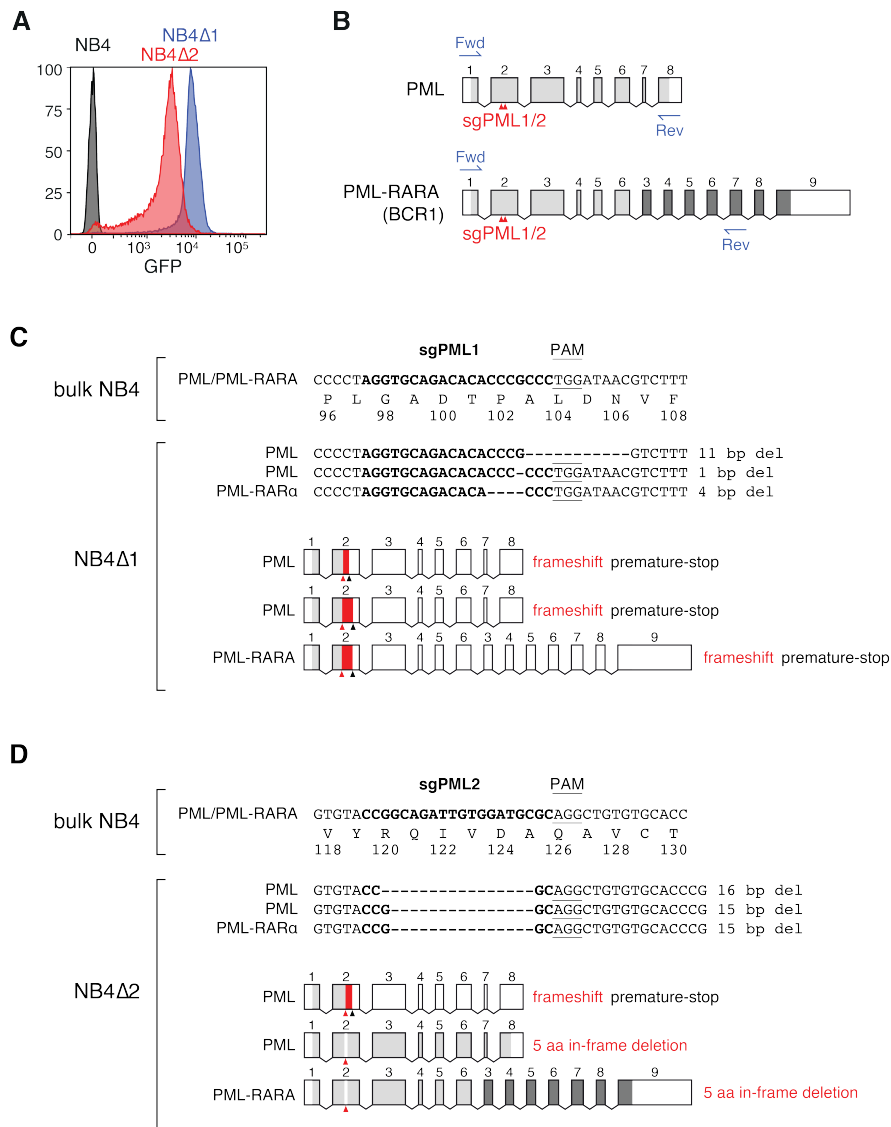 A
NB4
NB4Δ1
NB4Δ2
100
75
50
25
0
0 10³ 10⁴ 10⁵
GFP
B
Fwd
1 2 3 4 5 6 7 8
PML
sgPML1/2
Rev
Fwd
1 2 3 4 5 6 3 4 5 6 7 8 9
PML-RARA
(BCR1)
sgPML1/2
Rev
C
sgPML1 PAM
bulk NB4
PML/PML-RARA CCCCTAGGTGCAGACACACCCGCCCTGGATAACGTCTTT
P L G A D T P A L D N V F
96 98 100 102 104 106 108
NB4Δ1
PML CCCCTAGGTGCAGACACACCCG-----------GTCTTT 11 bp del
PML CCCCTAGGTGCAGACACACCC-CCCTGGATAACGTCTTT 1 bp del
PML-RARα CCCCTAGGTGCAGACACA----CCCTGGATAACGTCTTT 4 bp del
1 2 3 4 5 6 7 8
PML frameshift premature-stop
1 2 3 4 5 6 7 8
PML frameshift premature-stop
1 2 3 4 5 6 3 4 5 6 7 8 9
PML-RARA frameshift premature-stop
D
sgPML2 PAM
bulk NB4
PML/PML-RARA GTGTACCGGCAGATTGTGGATGCGCAGGCTGTGTGCACC
V Y R Q I V D A Q A V C T
118 120 122 124 126 128 130
NB4Δ2
PML GTGTACC----------------GCAGGCTGTGTGCACCCG 16 bp del
PML GTGTACCG---------------GCAGGCTGTGTGCACCCG 15 bp del
PML-RARα GTGTACCG---------------GCAGGCTGTGTGCACCCG 15 bp del
1 2 3 4 5 6 7 8
PML frameshift premature-stop
1 2 3 4 5 6 7 8
PML 5 aa in-frame deletion
1 2 3 4 5 6 3 4 5 6 7 8 9
PML-RARA 5 aa in-frame deletion